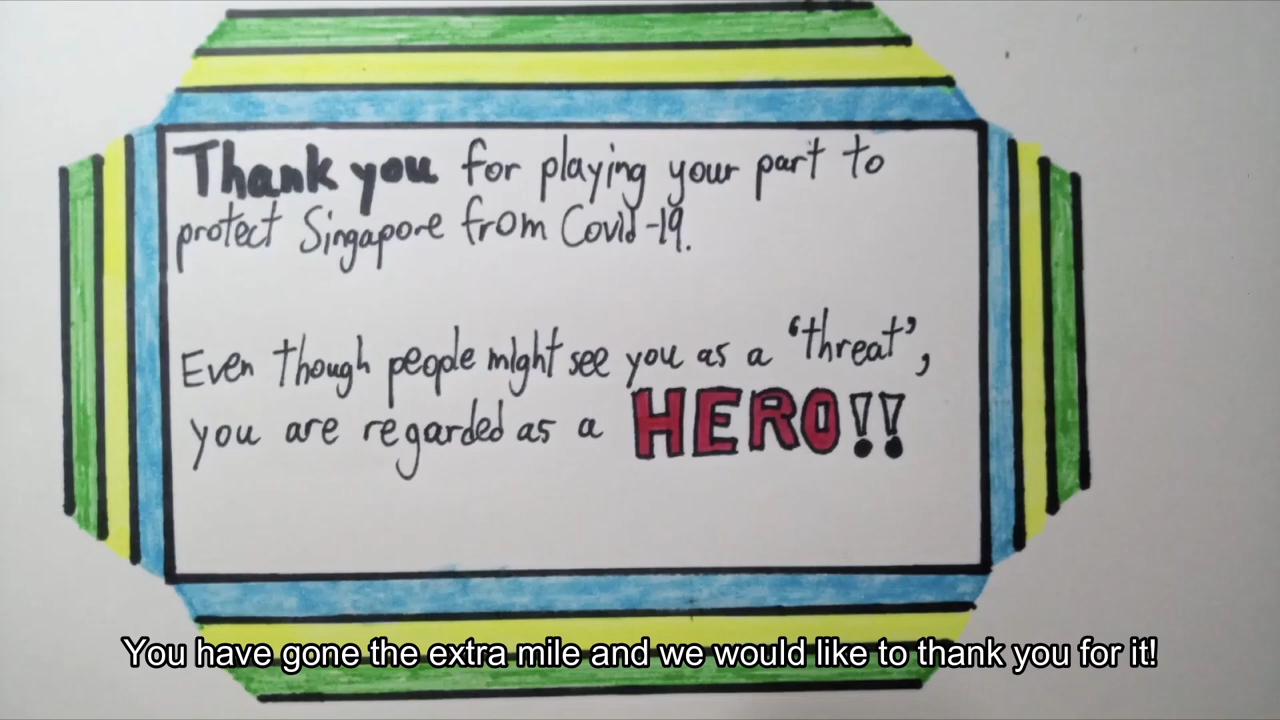 Thank you for playing your part to
protect Singapore from Covid-19.
Even though people might see you as a ‘threat’,
you are regarded as a HERO!!
You have gone the extra mile and we would like to thank you for it!